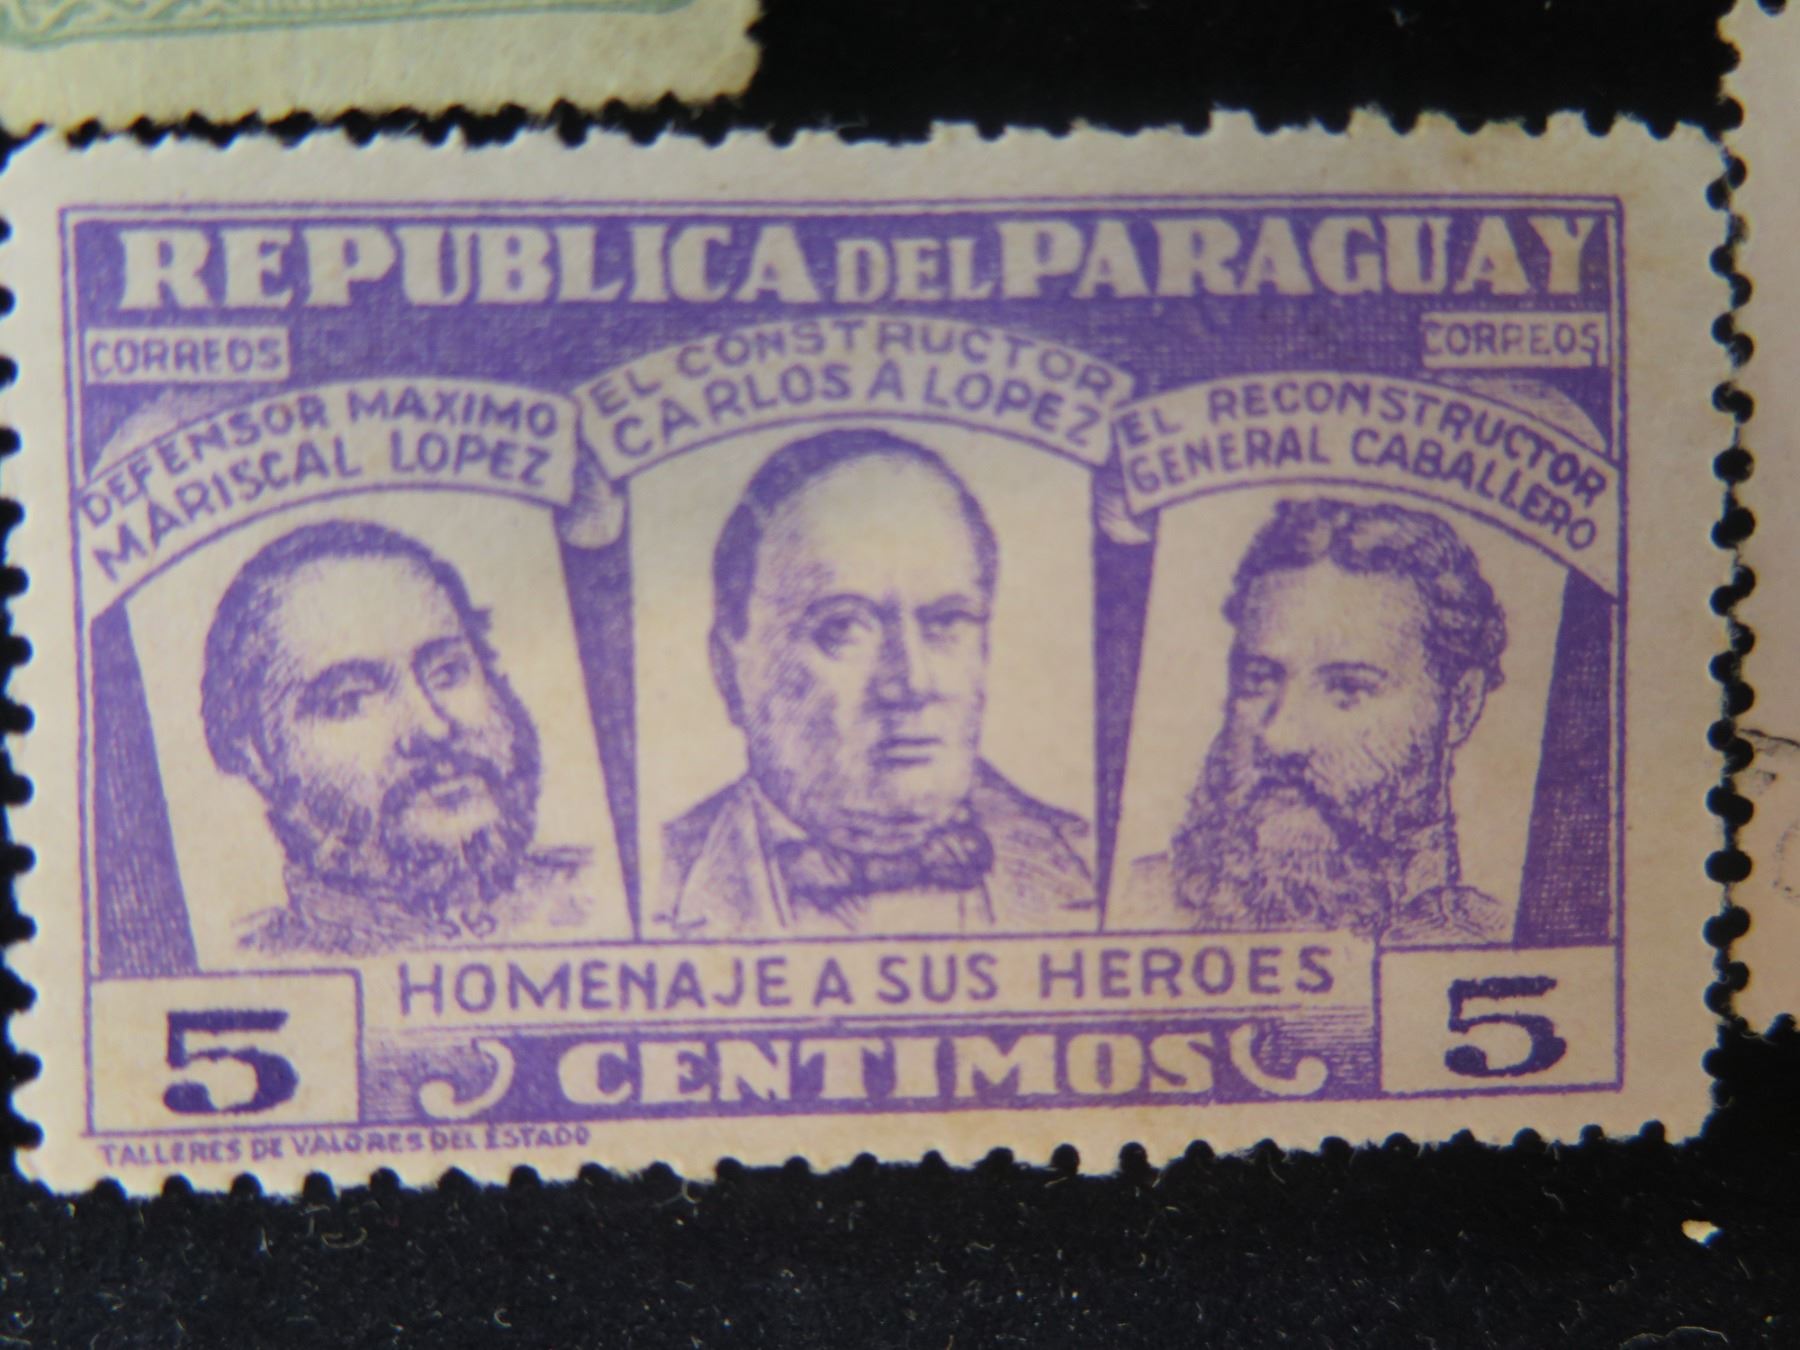 REPUBLICA DEL PARAGUAY
CORREOS
CORREOS
DEFENSOR MAXIMO
MARISCAL LOPEZ
EL CONSTRUCTOR
CARLOS A LOPEZ
EL RECONSTRUCTOR
GENERAL CABALLERO
HOMENAJE A SUS HEROES
5
CENTIMOS
5
TALLERES DE VALORES DEL ESTADO